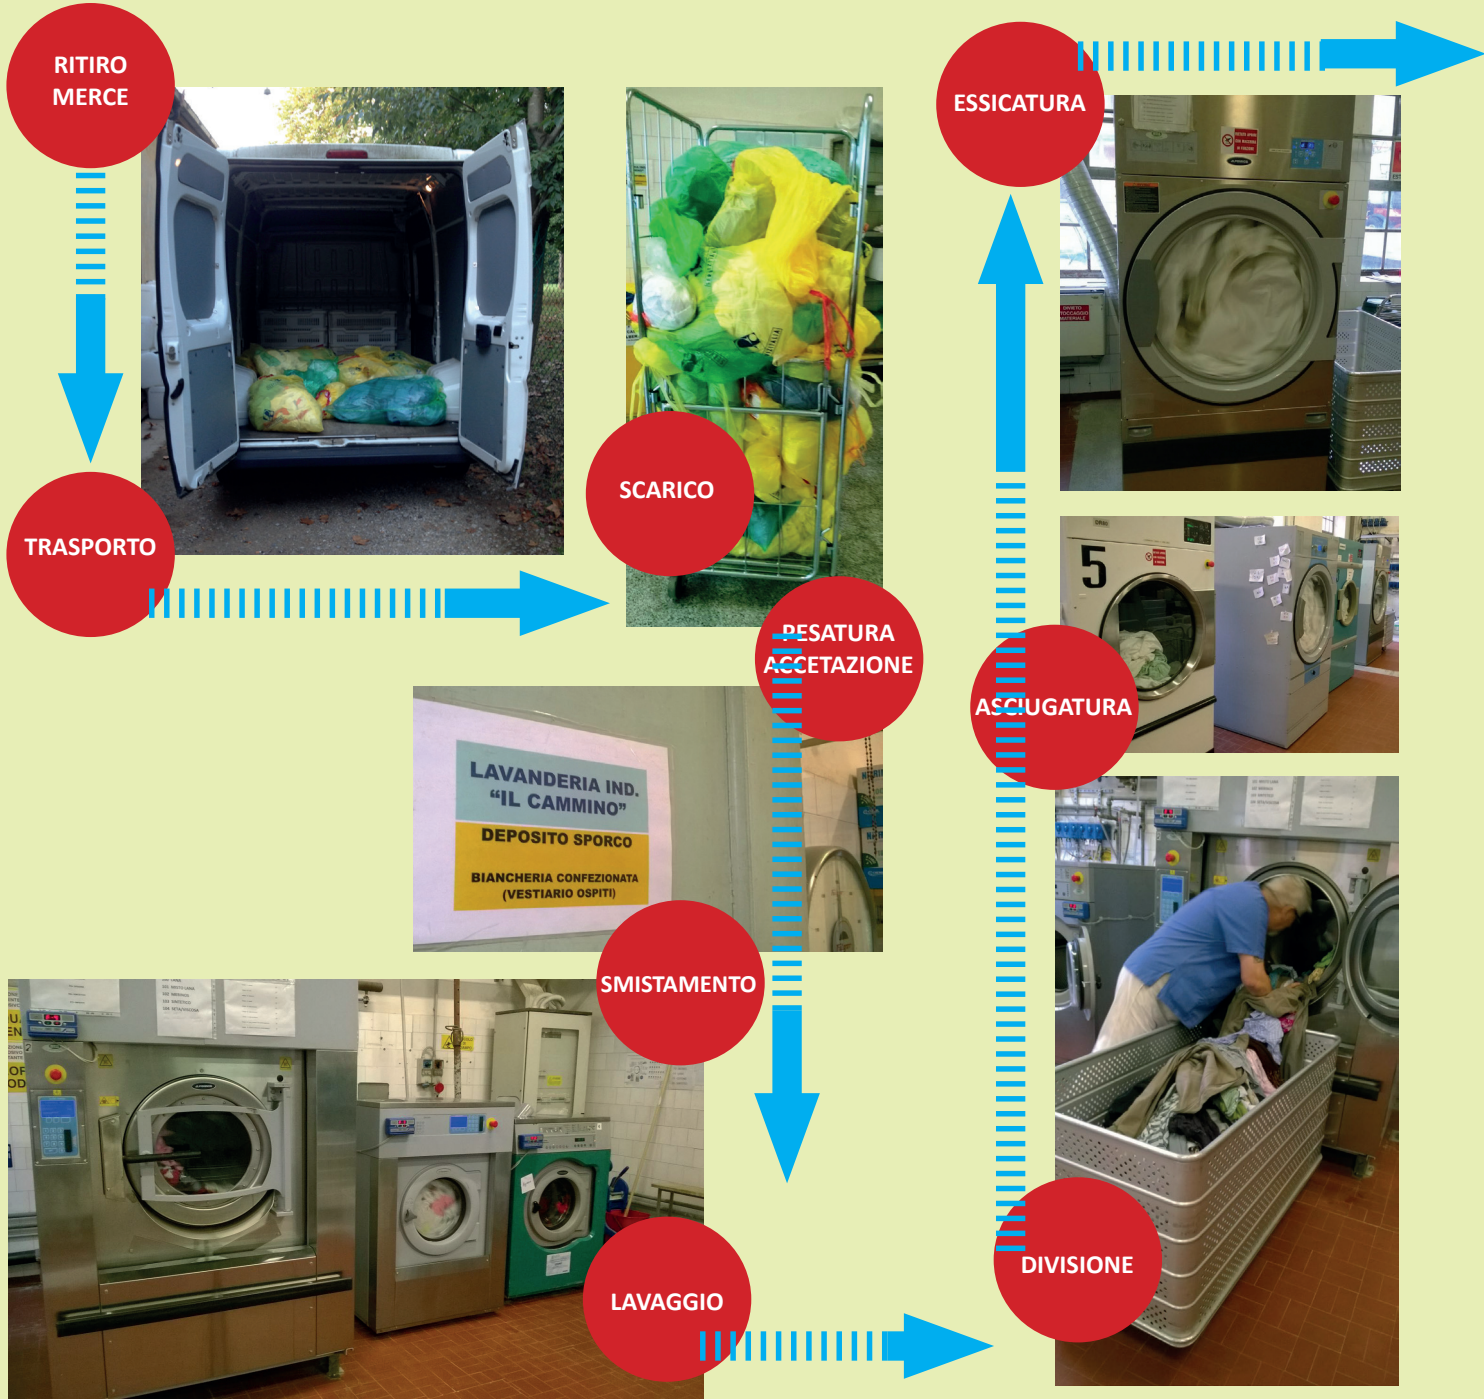 RITIRO
MERCE
TRASPORTO
SCARICO
PESATURA
ACCETAZIONE
LAVANDERIA IND.
“IL CAMMINO”
DEPOSITO SPORCO
BIANCHERIA CONFEZIONATA
(VESTIARIO OSPITI)
SMISTAMENTO
LAVAGGIO
DIVISIONE
ASCIUGATURA
5
ESSICATURA
DIVIETO